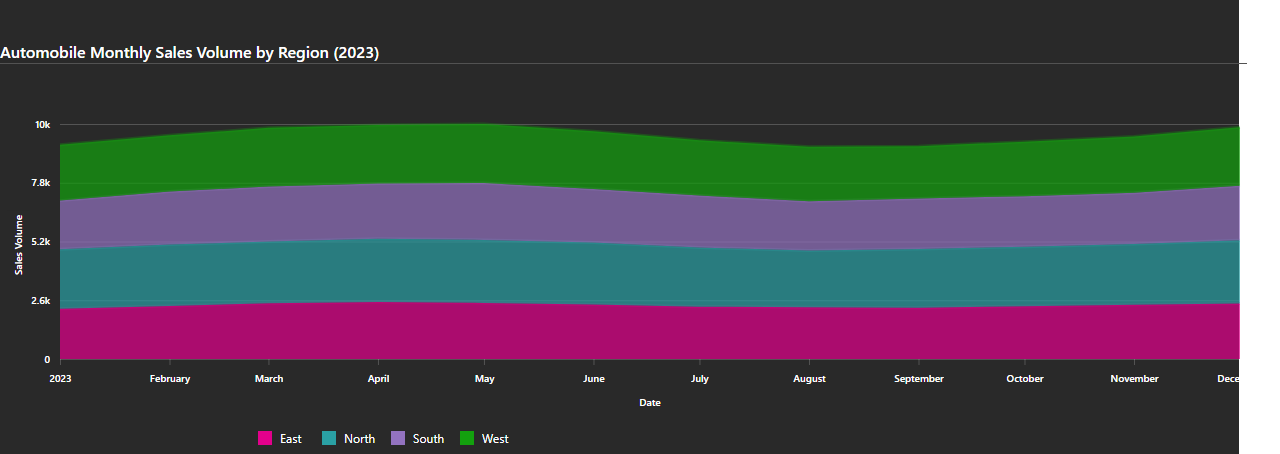 Automobile Monthly Sales Volume by Region (2023)
10k
7.8k
5.2k
2.6k
0
Sales Volume
2023 February March April May June July August September October November Dece
Date
East North South West